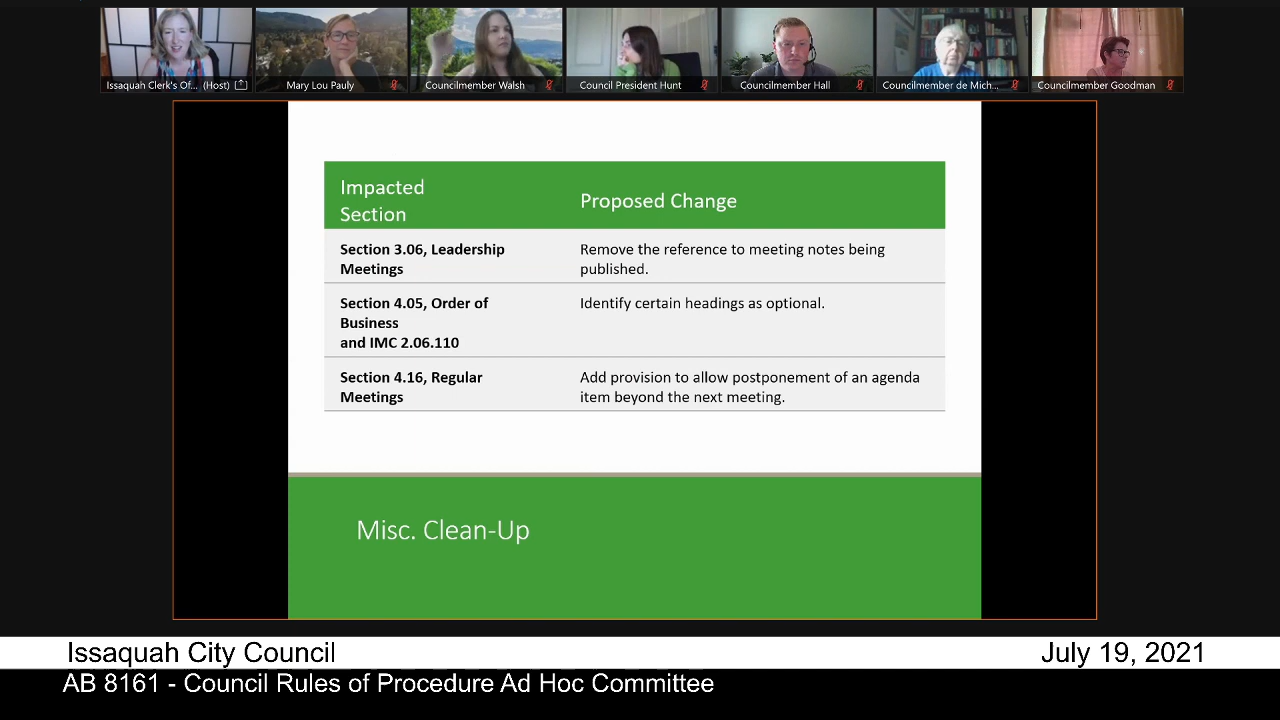 Issaquah Clerk's Of... (Host)
Mary Lou Pauly
Councilmember Walsh
Council President Hunt
Councilmember Hall
Councilmember de Mich...
Councilmember Goodman
Impacted
Section
Proposed Change
Section 3.06, Leadership
Meetings
Remove the reference to meeting notes being
published.
Section 4.05, Order of
Business
and IMC 2.06.110
Identify certain headings as optional.
Section 4.16, Regular
Meetings
Add provision to allow postponement of an agenda
item beyond the next meeting.
Misc. Clean-Up
Issaquah City Council
July 19, 2021
AB 8161 - Council Rules of Procedure Ad Hoc Committee